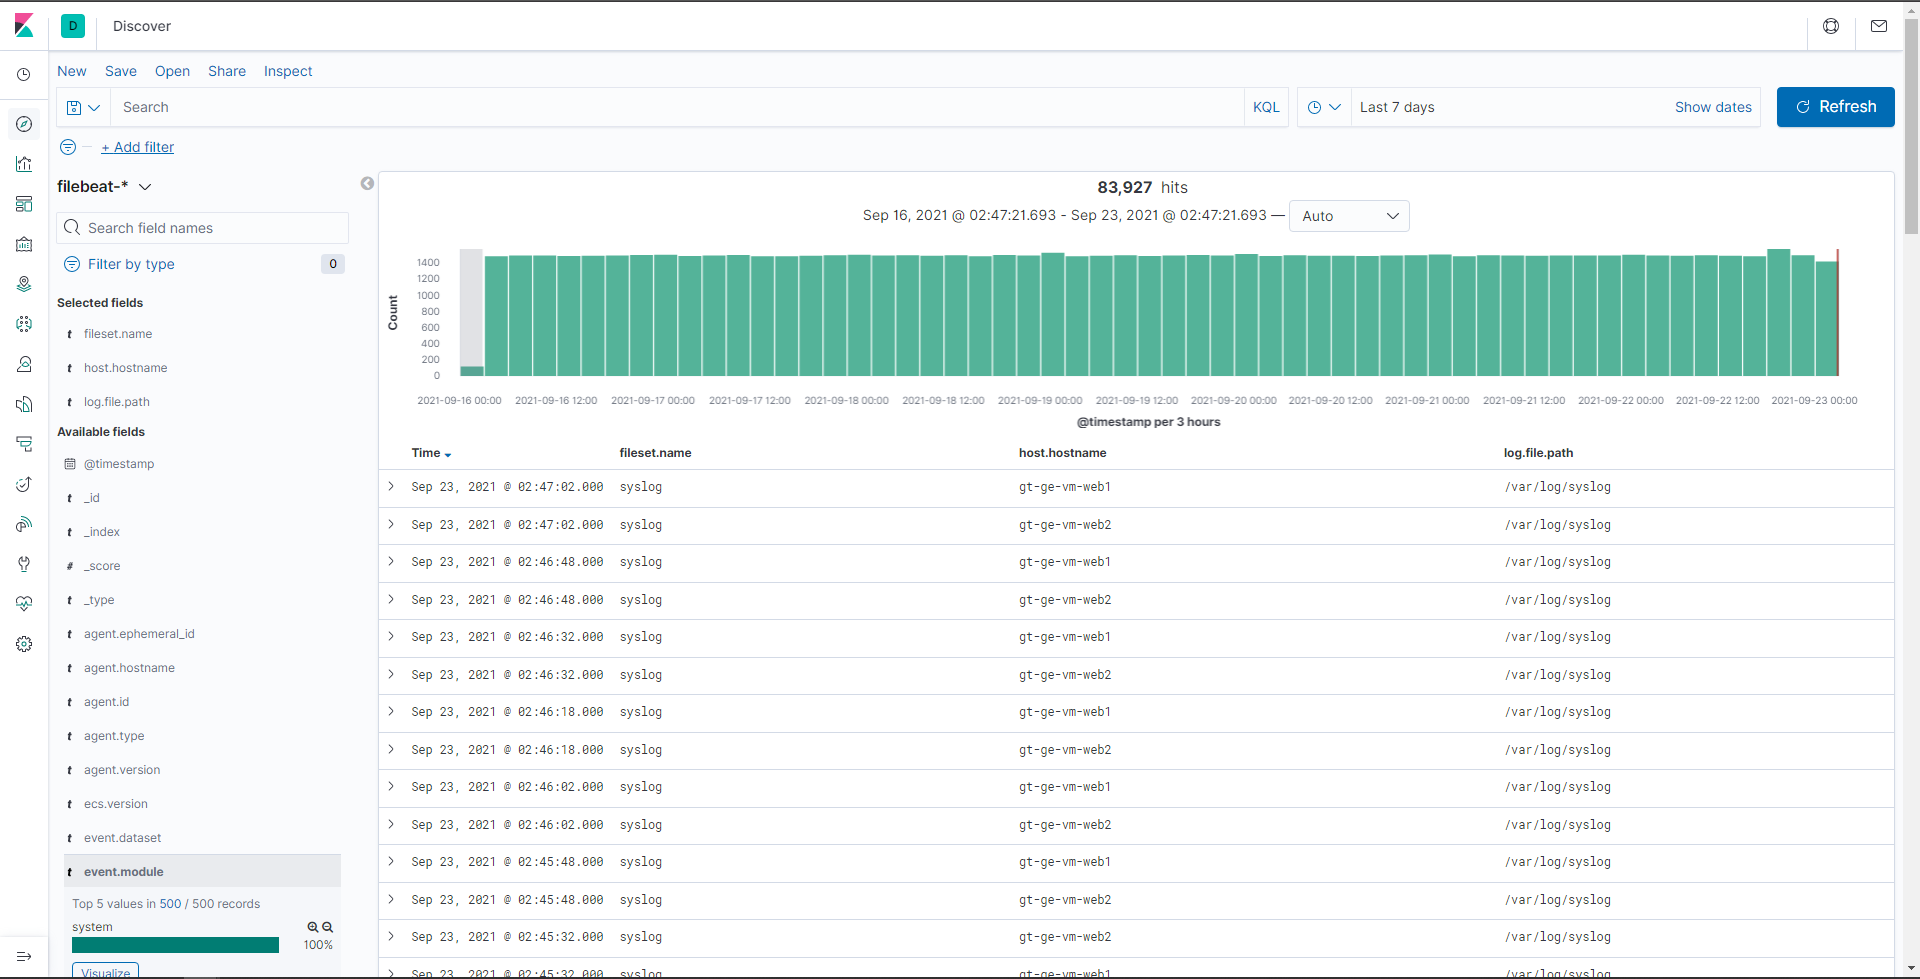 D Discover
New Save Open Share Inspect
Search KQL Last 7 days Show dates Refresh
+ Add filter
filebeat-*
Search field names
Filter by type 0
Selected fields
t fileset.name
t host.hostname
t log.file.path
Available fields
@timestamp
t _id
t _index
# _score
t _type
t agent.ephemeral_id
t agent.hostname
t agent.id
t agent.type
t agent.version
t ecs.version
t event.dataset
t event.module
Top 5 values in 500 / 500 records
system
100%
Visualize
83,927 hits
Sep 16, 2021 @ 02:47:21.693 - Sep 23, 2021 @ 02:47:21.693 — Auto
Count
1400
1200
1000
800
600
400
200
0
2021-09-16 00:00 2021-09-16 12:00 2021-09-17 00:00 2021-09-17 12:00 2021-09-18 00:00 2021-09-18 12:00 2021-09-19 00:00 2021-09-19 12:00 2021-09-20 00:00 2021-09-20 12:00 2021-09-21 00:00 2021-09-21 12:00 2021-09-22 00:00 2021-09-22 12:00 2021-09-23 00:00
@timestamp per 3 hours
Time fileset.name host.hostname log.file.path
Sep 23, 2021 @ 02:47:02.000 syslog gt-ge-vm-web1 /var/log/syslog
Sep 23, 2021 @ 02:47:02.000 syslog gt-ge-vm-web2 /var/log/syslog
Sep 23, 2021 @ 02:46:48.000 syslog gt-ge-vm-web1 /var/log/syslog
Sep 23, 2021 @ 02:46:48.000 syslog gt-ge-vm-web2 /var/log/syslog
Sep 23, 2021 @ 02:46:32.000 syslog gt-ge-vm-web1 /var/log/syslog
Sep 23, 2021 @ 02:46:32.000 syslog gt-ge-vm-web2 /var/log/syslog
Sep 23, 2021 @ 02:46:18.000 syslog gt-ge-vm-web1 /var/log/syslog
Sep 23, 2021 @ 02:46:18.000 syslog gt-ge-vm-web2 /var/log/syslog
Sep 23, 2021 @ 02:46:02.000 syslog gt-ge-vm-web1 /var/log/syslog
Sep 23, 2021 @ 02:46:02.000 syslog gt-ge-vm-web2 /var/log/syslog
Sep 23, 2021 @ 02:45:48.000 syslog gt-ge-vm-web1 /var/log/syslog
Sep 23, 2021 @ 02:45:48.000 syslog gt-ge-vm-web2 /var/log/syslog
Sep 23, 2021 @ 02:45:32.000 syslog gt-ge-vm-web2 /var/log/syslog
Sep 23, 2021 @ 02:45:32.000 syslog gt-ge-vm-web1 /var/log/syslog